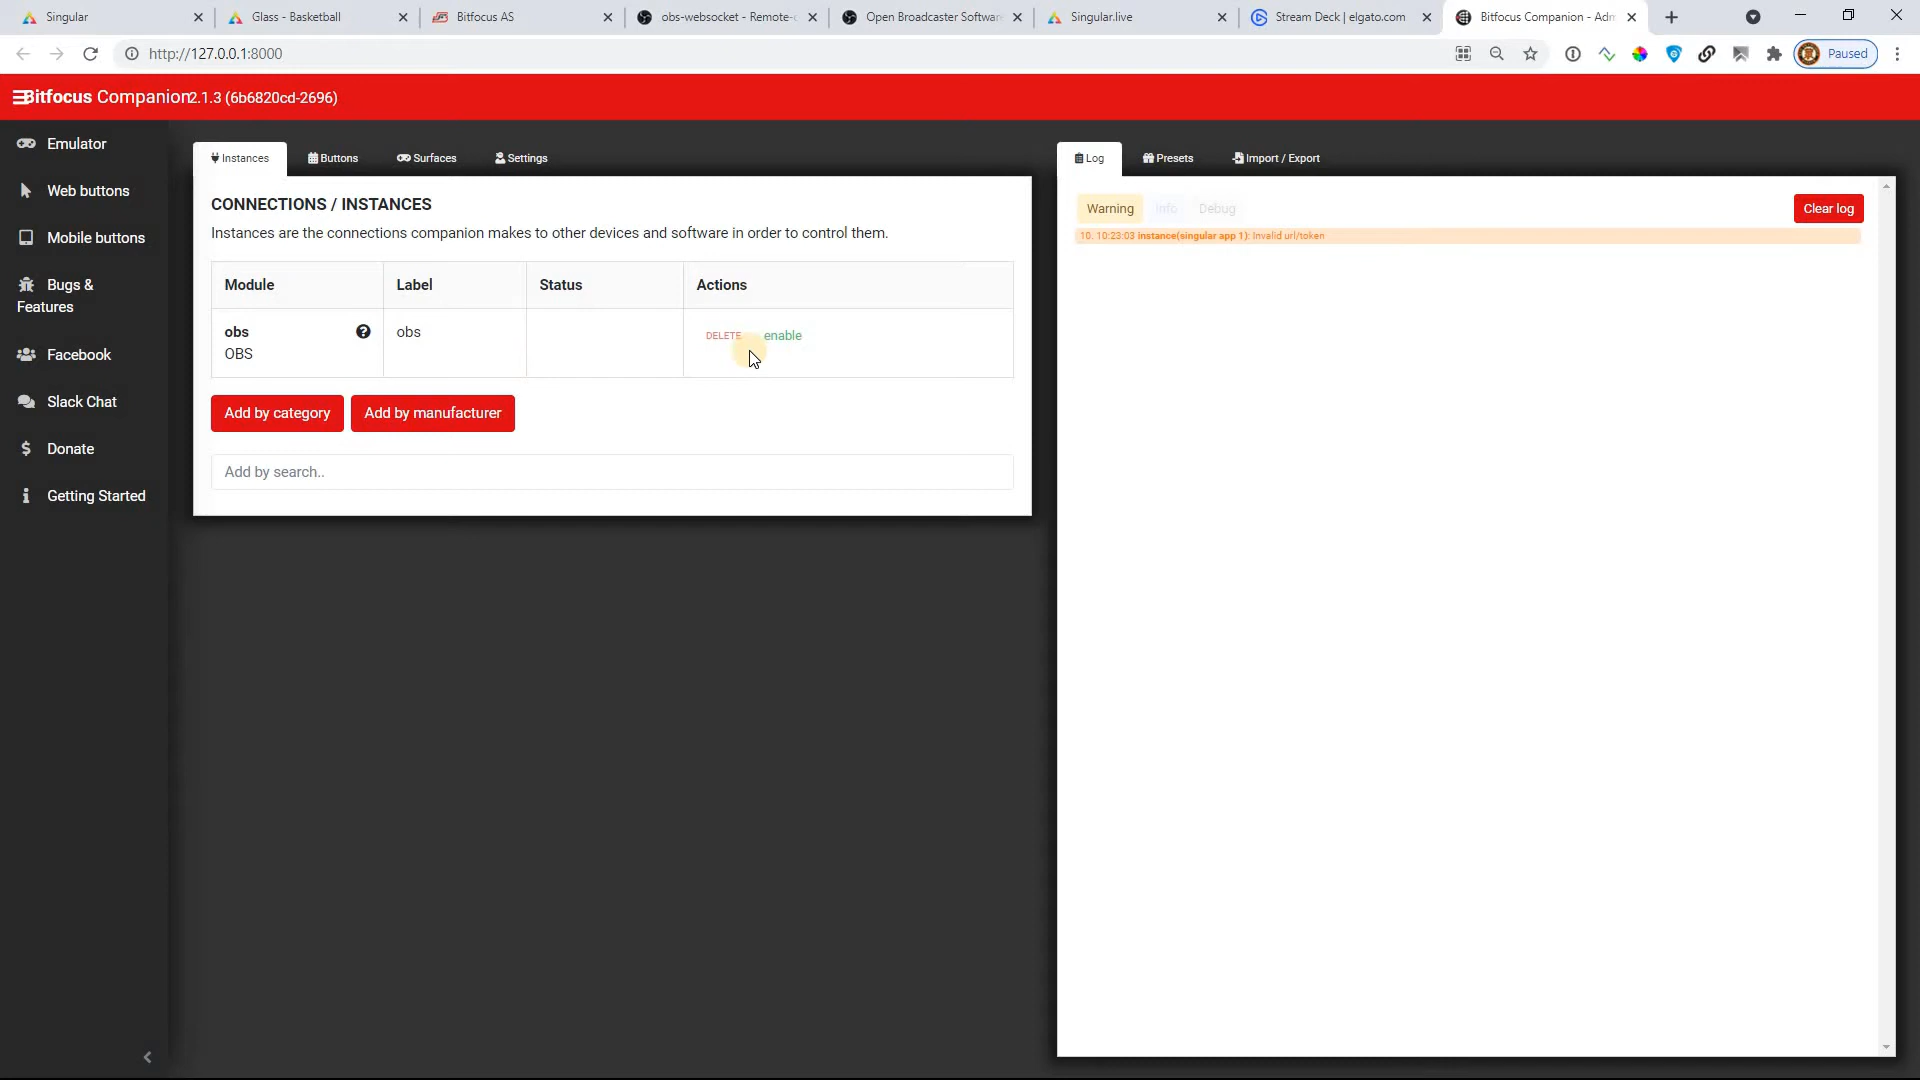 Singular
Glass - Basketball
Bitfocus AS
obs-websocket - Remote-c
Open Broadcaster Software
Singular.live
Stream Deck | elgato.com
Bitfocus Companion - Adm
http://127.0.0.1:8000
Paused
Bitfocus Companion2.1.3 (6b6820cd-2696)
Emulator
Web buttons
Mobile buttons
Bugs &
Features
Facebook
Slack Chat
Donate
Getting Started
Instances
Buttons
Surfaces
Settings
CONNECTIONS / INSTANCES
Instances are the connections companion makes to other devices and software in order to control them.
Module
Label
Status
Actions
obs
OBS
obs
DELETE
enable
Add by category
Add by manufacturer
Add by search..
Log
Presets
Import / Export
Warning
Info
Debug
Clear log
10. 10:23:03 instance(singular app 1): Invalid url/token